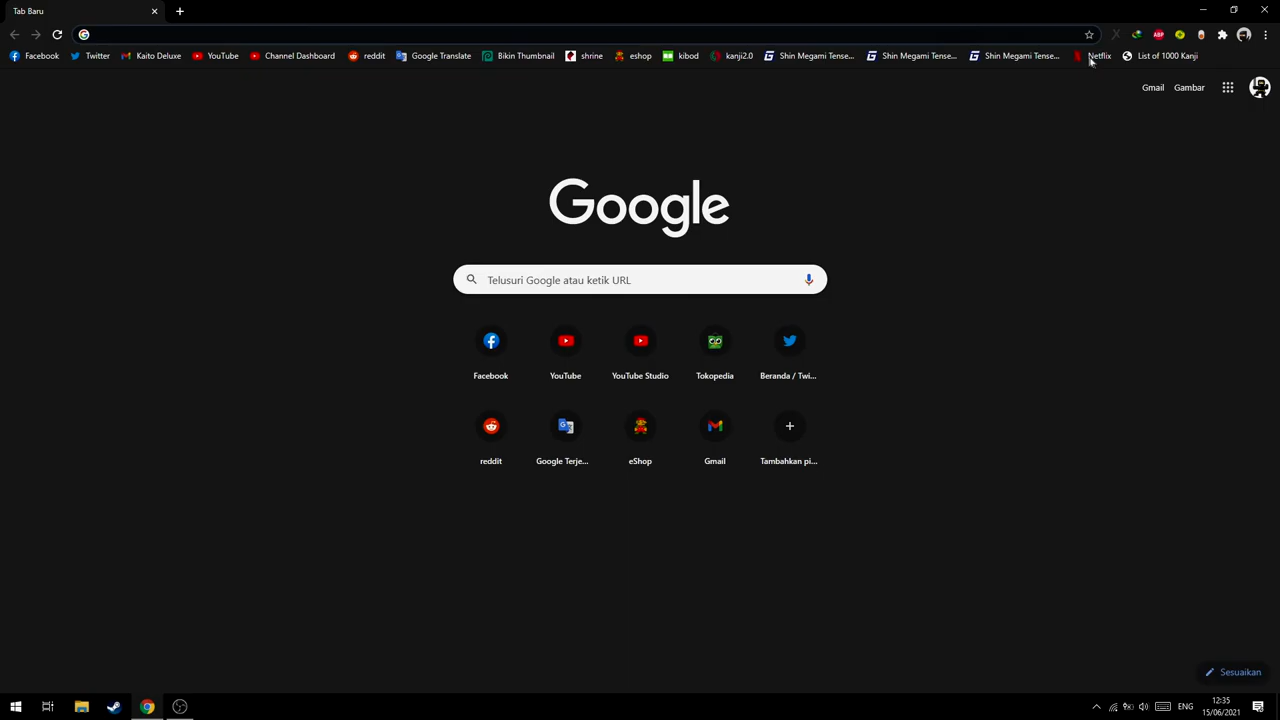 Tab Baru
Facebook Twitter Kaito Deluxe YouTube Channel Dashboard reddit Google Translate Bikin Thumbnail shrine eshop kibod kanji2.0 Shin Megami Tense... Shin Megami Tense... Shin Megami Tense... Netflix List of 1000 Kanji
Gmail Gambar
Google
Telusuri Google atau ketik URL
Facebook YouTube YouTube Studio Tokopedia Beranda / Twi...
reddit Google Terje... eShop Gmail Tambahkan pi...
Sesuaikan
ENG 12:35
15/06/2021